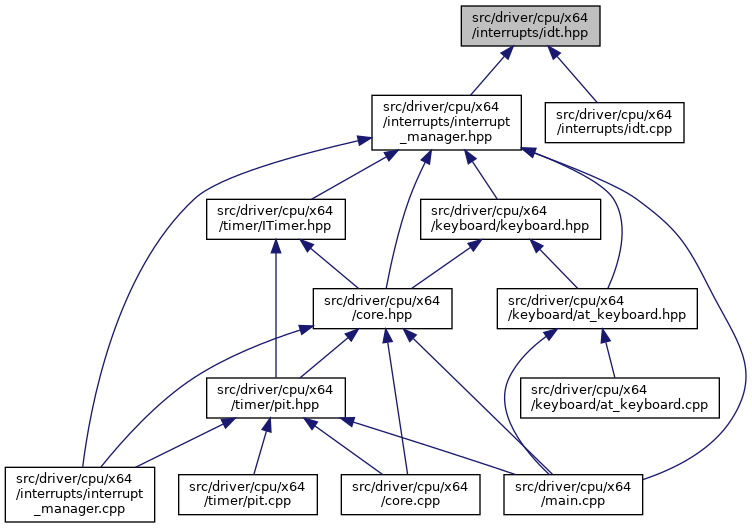 src/driver/cpu/x64
/interrupts/idt.hpp
src/driver/cpu/x64
/interrupts/interrupt
_manager.hpp
src/driver/cpu/x64
/interrupts/idt.cpp
src/driver/cpu/x64
/timer/ITimer.hpp
src/driver/cpu/x64
/keyboard/keyboard.hpp
src/driver/cpu/x64
/core.hpp
src/driver/cpu/x64
/keyboard/at_keyboard.hpp
src/driver/cpu/x64
/timer/pit.hpp
src/driver/cpu/x64
/keyboard/at_keyboard.cpp
src/driver/cpu/x64
/interrupts/interrupt
_manager.cpp
src/driver/cpu/x64
/timer/pit.cpp
src/driver/cpu/x64
/core.cpp
src/driver/cpu/x64
/main.cpp